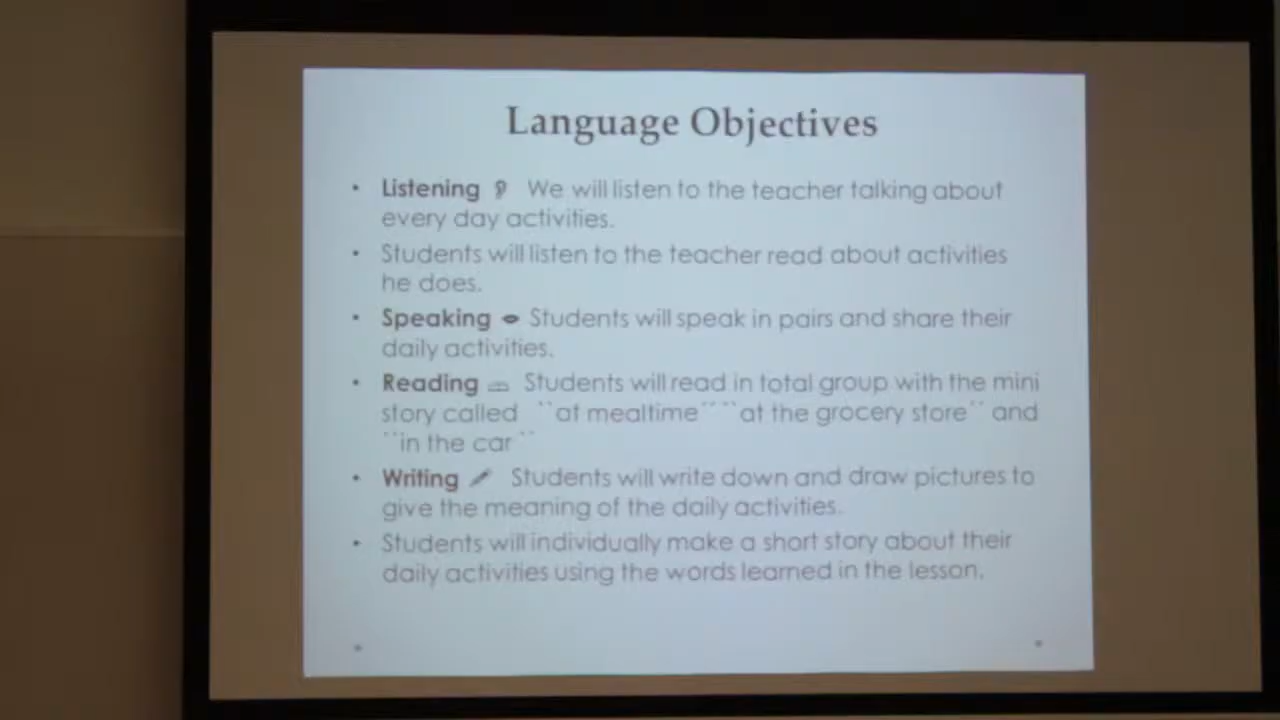 Language Objectives
• Listening We will listen to the teacher talking about
every day activities.
• Students will listen to the teacher read about activities
he does.
• Speaking Students will speak in pairs and share their
daily activities.
• Reading Students will read in total group with the mini
story called ``at mealtime`` ``at the grocery store`` and
``in the car ``
• Writing Students will write down and draw pictures to
give the meaning of the daily activities.
• Students will individually make a short story about their
daily activities using the words learned in the lesson.